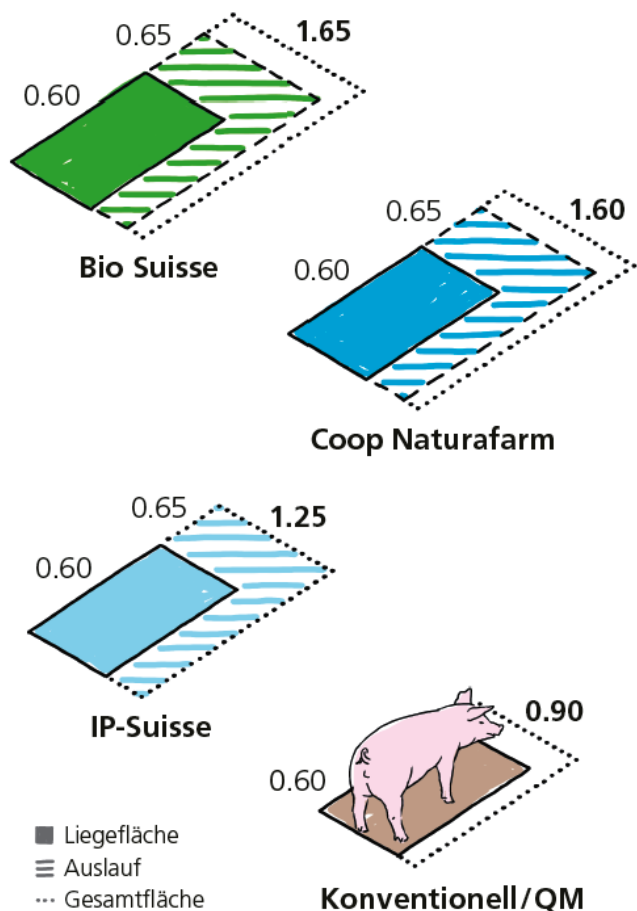 0.65
1.65
0.60
Bio Suisse
0.65
1.60
0.60
Coop Naturafarm
0.65
1.25
0.60
IP-Suisse
0.90
0.60
Liegefläche
Auslauf
Gesamtfläche
Konventionell/QM